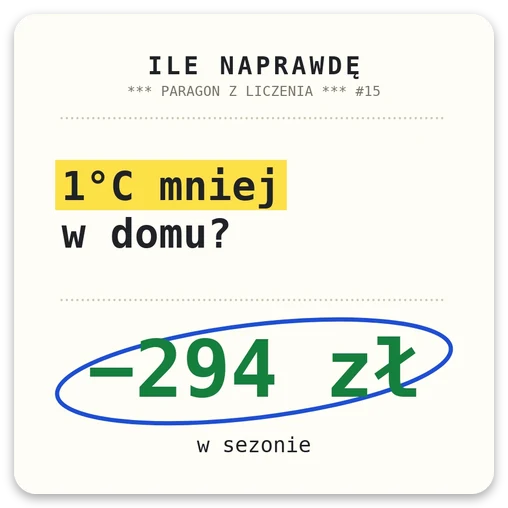 ILE NAPRAWDĘ
*** PARAGON Z LICZENIA *** #15
1°C mniej
w domu?
−294 zł
w sezonie